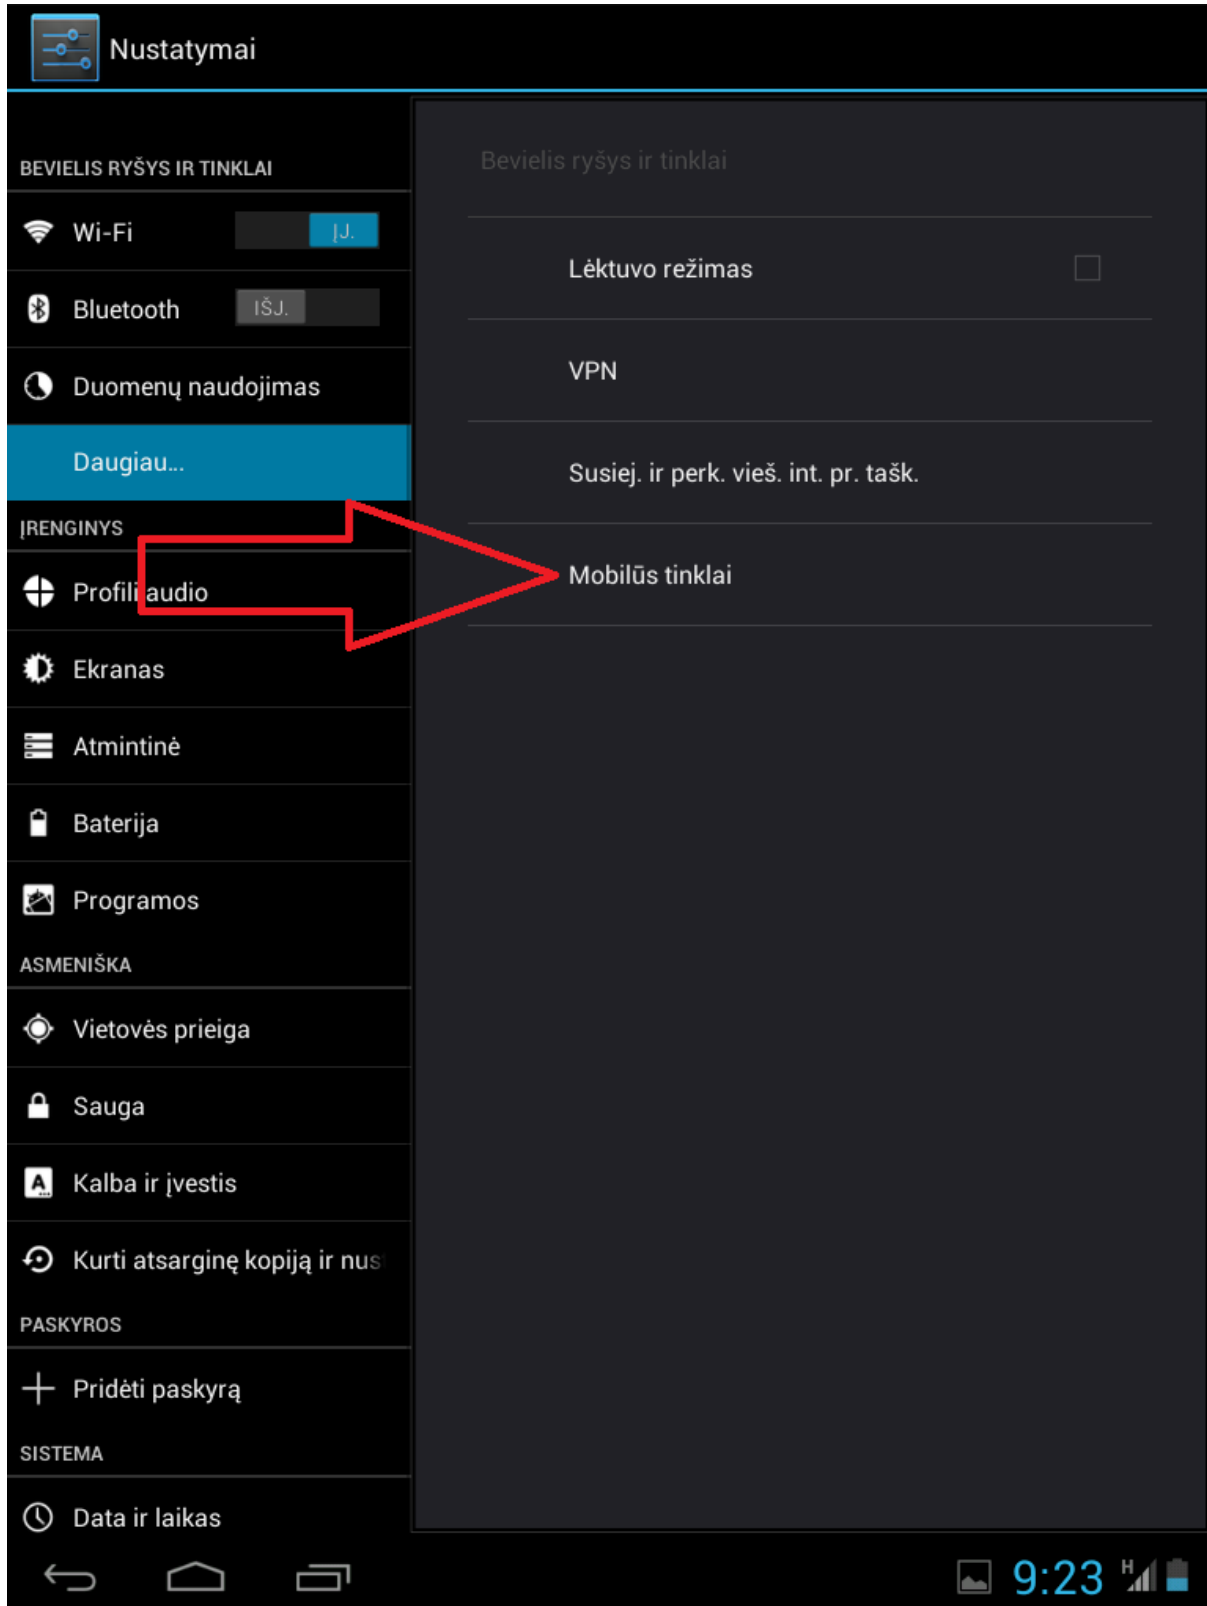 Nustatymai
BEVIELIS RYŠYS IR TINKLAI
Wi-Fi
ĮJ.
Bluetooth
IŠJ.
Duomenų naudojimas
Daugiau...
ĮRENGINYS
Profili audio
Ekranas
Atmintinė
Baterija
Programos
ASMENIŠKA
Vietovės prieiga
Sauga
Kalba ir įvestis
Kurti atsarginę kopiją ir nus
PASKYROS
Pridėti paskyrą
SISTEMA
Data ir laikas
Bevielis ryšys ir tinklai
Lėktuvo režimas
VPN
Susiej. ir perk. vieš. int. pr. tašk.
Mobilūs tinklai
9:23
H